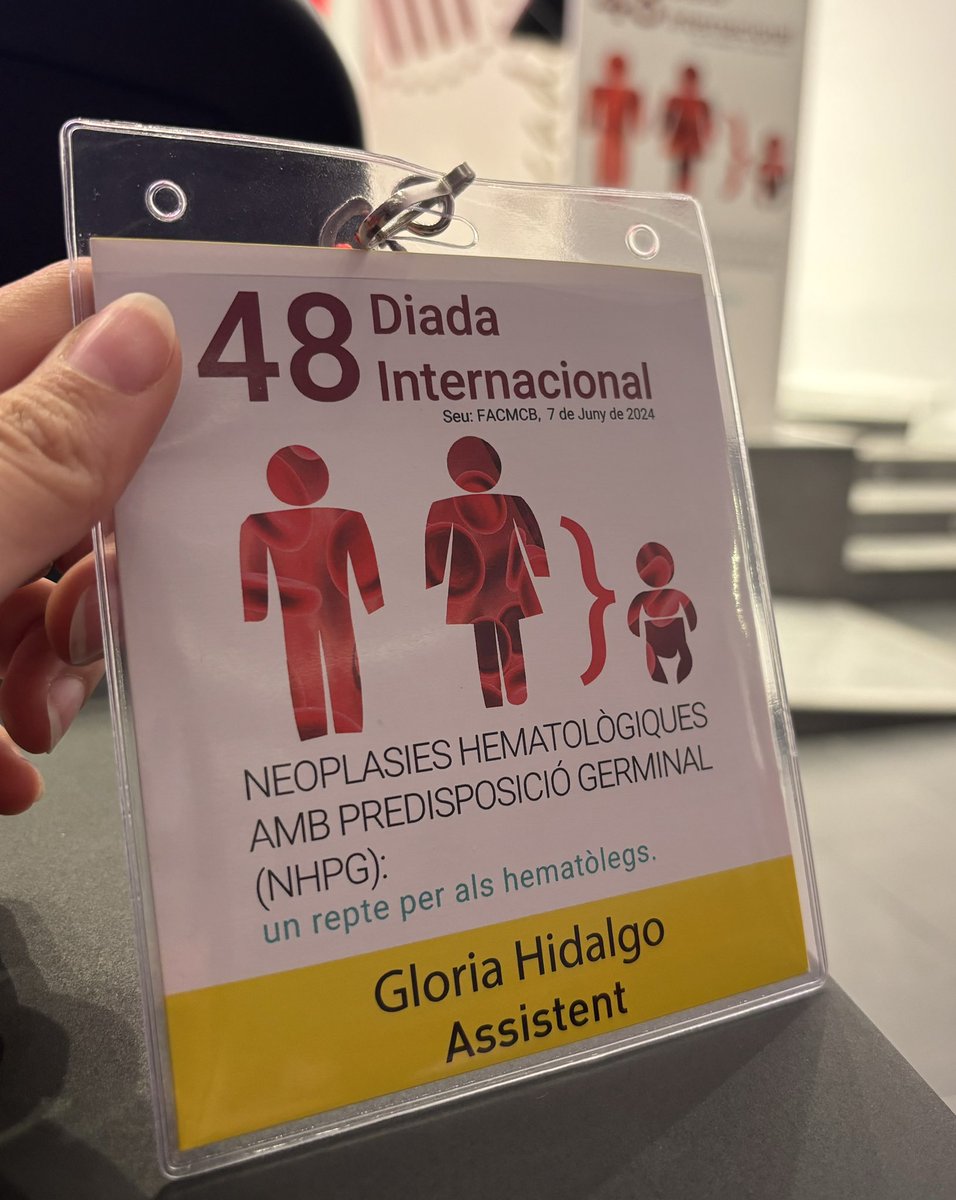 48 Diada
Internacional
Seu: FACMCB, 7 de Juny de 2024
NEOPLASIES HEMATOLÒGIQUES
AMB PREDISPOSICIÓ GERMINAL
(NHPG):
un repte per als hematòlegs.
Gloria Hidalgo
Assistent